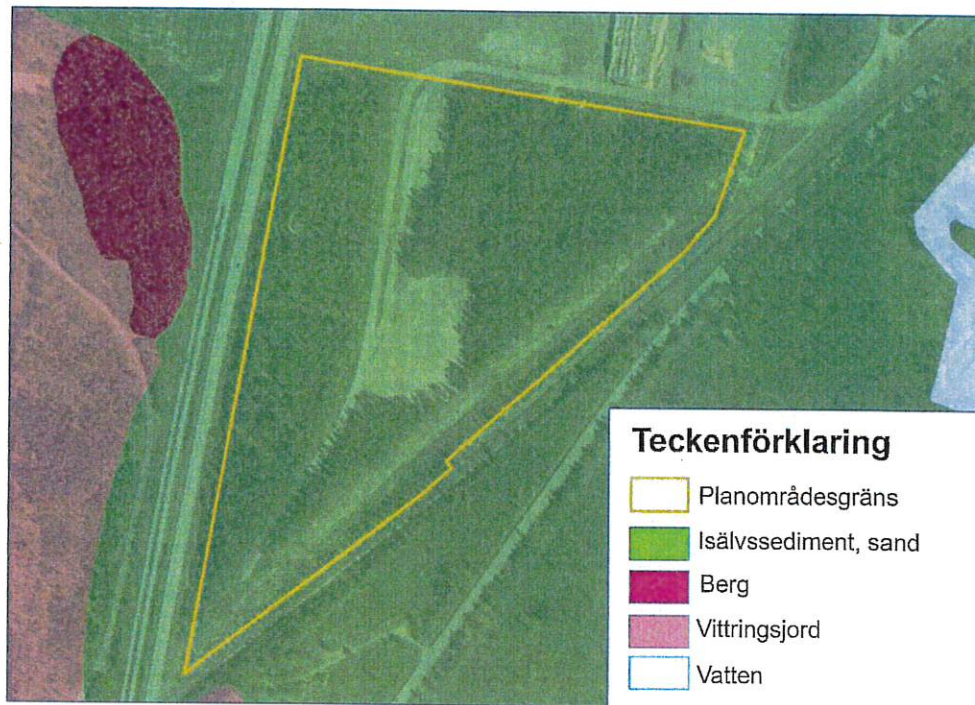 Teckenförklaring
Planområdesgräns
Isälvssediment, sand
Berg
Vittringsjord
Vatten